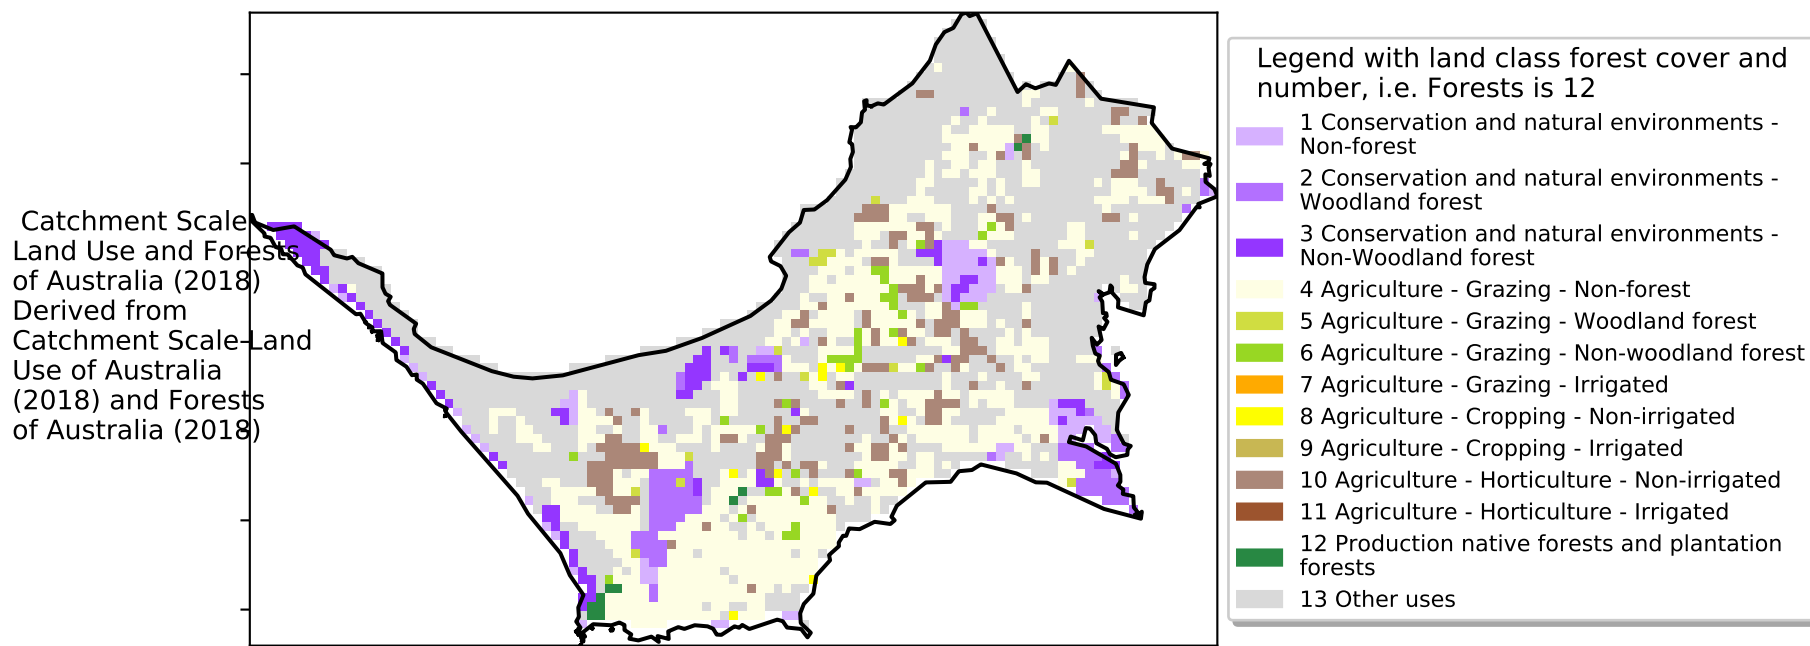 Catchment Scale
Land Use and Forests
of Australia (2018)
Derived from
Catchment Scale Land
Use of Australia
(2018) and Forests
of Australia (2018)
Legend with land class forest cover and
number, i.e. Forests is 12
1 Conservation and natural environments -
Non-forest
2 Conservation and natural environments -
Woodland forest
3 Conservation and natural environments -
Non-Woodland forest
4 Agriculture - Grazing - Non-forest
5 Agriculture - Grazing - Woodland forest
6 Agriculture - Grazing - Non-woodland forest
7 Agriculture - Grazing - Irrigated
8 Agriculture - Cropping - Non-irrigated
9 Agriculture - Cropping - Irrigated
10 Agriculture - Horticulture - Non-irrigated
11 Agriculture - Horticulture - Irrigated
12 Production native forests and plantation
forests
13 Other uses